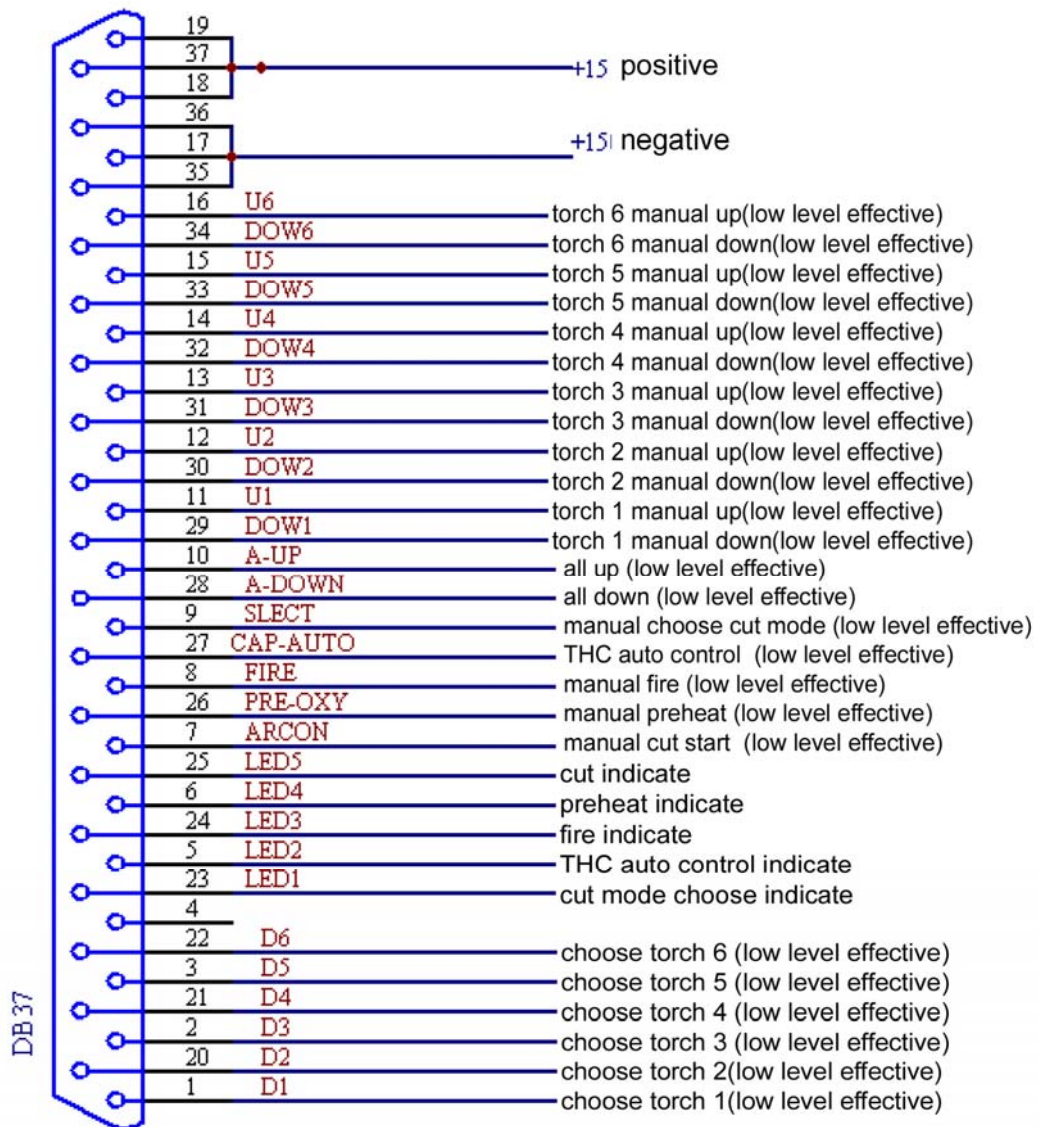 19
37
+15 positive
18
36
17
+15 negative
35
16 U6 torch 6 manual up(low level effective)
34 DOW6 torch 6 manual down(low level effective)
15 U5 torch 5 manual up(low level effective)
33 DOW5 torch 5 manual down(low level effective)
14 U4 torch 4 manual up(low level effective)
32 DOW4 torch 4 manual down(low level effective)
13 U3 torch 3 manual up(low level effective)
31 DOW3 torch 3 manual down(low level effective)
12 U2 torch 2 manual up(low level effective)
30 DOW2 torch 2 manual down(low level effective)
11 U1 torch 1 manual up(low level effective)
29 DOW1 torch 1 manual down(low level effective)
10 A-UP all up (low level effective)
28 A-DOWN all down (low level effective)
9 SLECT manual choose cut mode (low level effective)
27 CAP-AUTO THC auto control (low level effective)
8 FIRE manual fire (low level effective)
26 PRE-OXY manual preheat (low level effective)
7 ARCON manual cut start (low level effective)
25 LED5 cut indicate
6 LED4 preheat indicate
24 LED3 fire indicate
5 LED2 THC auto control indicate
23 LED1 cut mode choose indicate
4
22 D6 choose torch 6 (low level effective)
3 D5 choose torch 5 (low level effective)
21 D4 choose torch 4 (low level effective)
2 D3 choose torch 3 (low level effective)
20 D2 choose torch 2(low level effective)
1 D1 choose torch 1(low level effective)
DB37